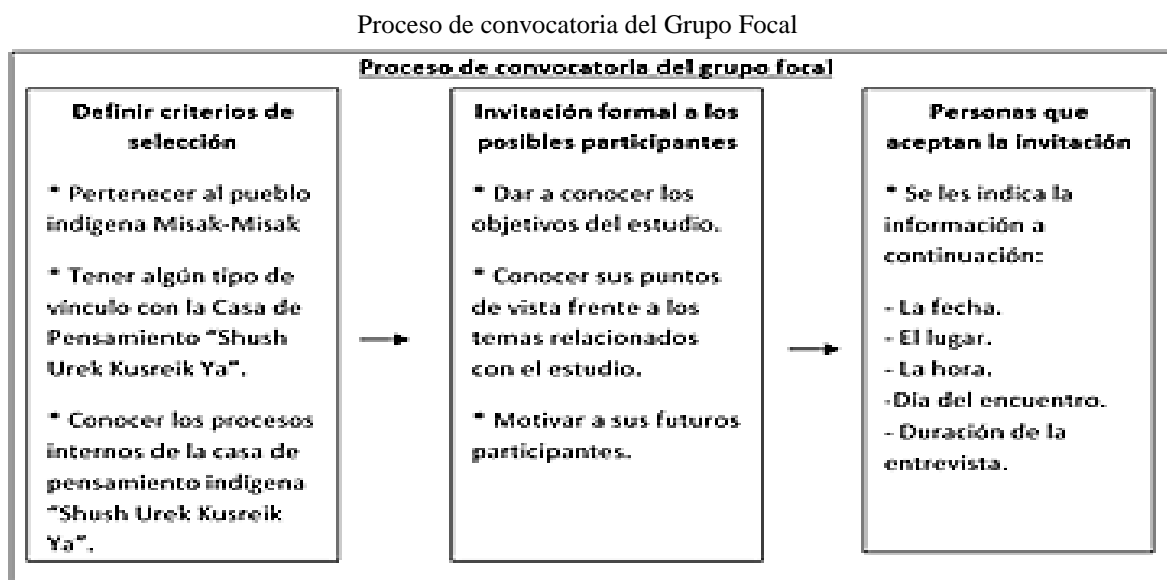 Proceso de convocatoria del Grupo Focal
Proceso de convocatoria del grupo focal
Definir criterios de
selección
* Pertenecer al pueblo
indígena Misak-Misak
* Tener algún tipo de
vínculo con la Casa de
Pensamiento "Shush
Urek Kusreik Ya".
* Conocer los procesos
internos de la casa de
pensamiento indígena
"Shush Urek Kusreik
Ya".
Invitación formal a los
posibles participantes
* Dar a conocer los
objetivos del estudio.
* Conocer sus puntos
de vista frente a los
temas relacionados
con el estudio.
* Motivar a sus futuros
participantes.
Personas que
aceptan la invitación
* Se les indica la
información a
continuación:
- La fecha.
- El lugar.
- La hora.
-Día del encuentro.
- Duración de la
entrevista.